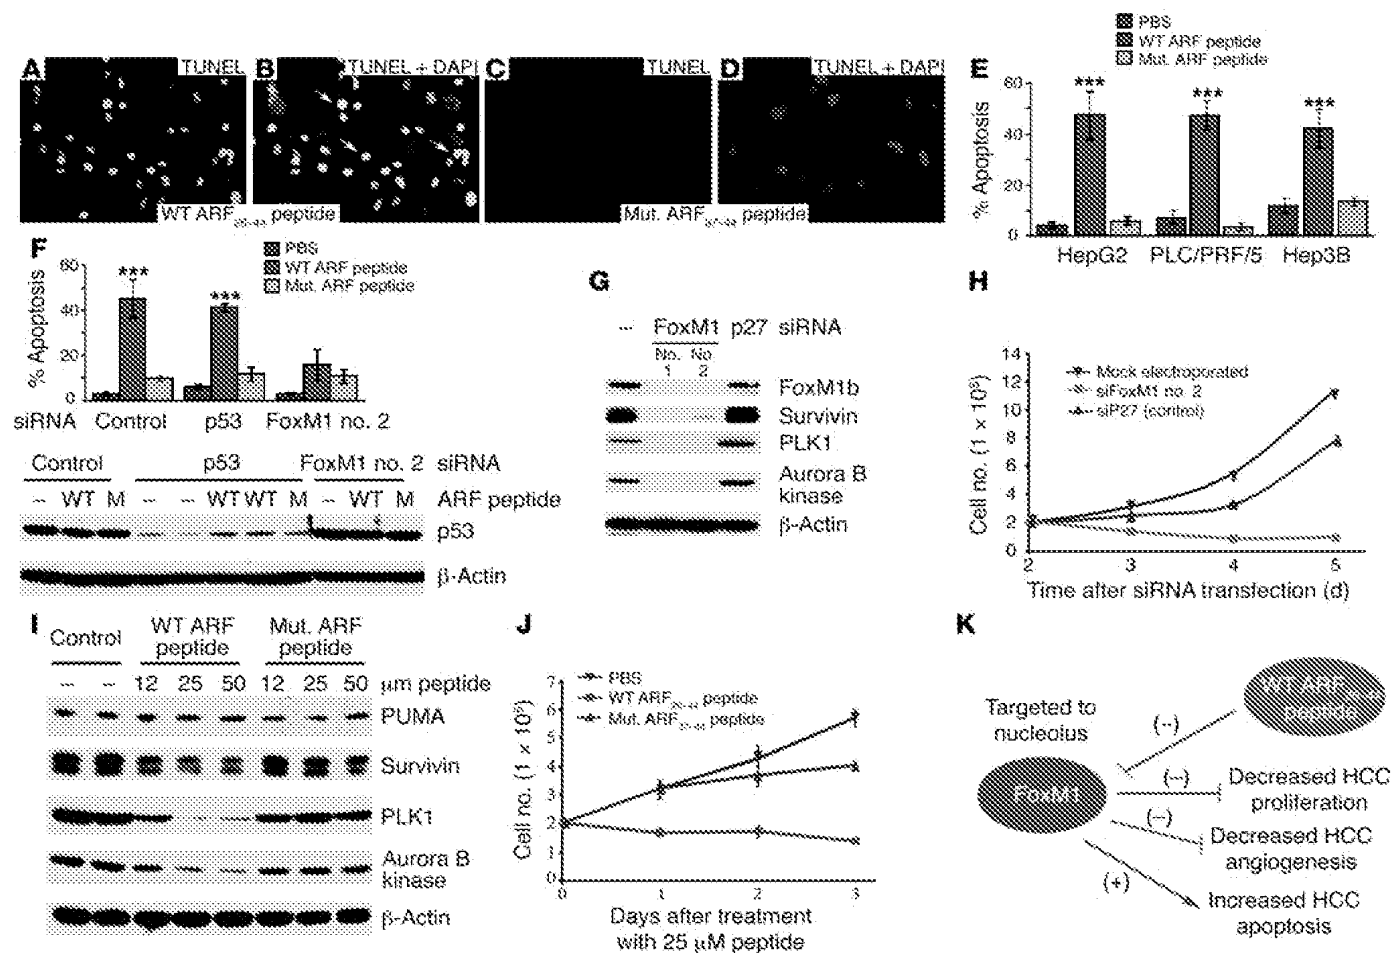 PBS
WT ARF peptide
Mut. ARF peptide
A
TUNEL
B
TUNEL + DAPI
C
TUNEL
D
TUNEL + DAPI
WT ARF peptide
Mut. ARF peptide
E
% Apoptosis
60
40
20
0
***
***
***
HepG2 PLC/PRF/5 Hep3B
F
PBS
WT ARF peptide
Mut. ARF peptide
% Apoptosis
60
40
20
0
***
***
siRNA Control p53 FoxM1 no. 2
Control p53 FoxM1 no. 2 siRNA
– WT M – – WT WT M – WT M ARF peptide
p53
β-Actin
G
– FoxM1 p27 siRNA
No. No.
1 2
FoxM1b
Survivin
PLK1
Aurora B
kinase
β-Actin
H
Cell no. (1 × 10⁵)
14
12
10
8
6
4
2
0
Mock electroporated
siFoxM1 no. 2
siP27 (control)
2 3 4 5
Time after siRNA transfection (d)
I
Control WT ARF Mut. ARF
peptide peptide
– – 12 25 50 12 25 50 μm peptide
PUMA
Survivin
PLK1
Aurora B
kinase
β-Actin
J
Cell no. (1 × 10⁵)
7
6
5
4
3
2
1
0
PBS
WT ARF peptide
Mut. ARF peptide
0 1 2 3
Days after treatment
with 25 μM peptide
K
WT ARF
peptide
Targeted to
nucleolus
(–)
FoxM1
(–)
Decreased HCC
proliferation
(–)
Decreased HCC
angiogenesis
(+)
Increased HCC
apoptosis